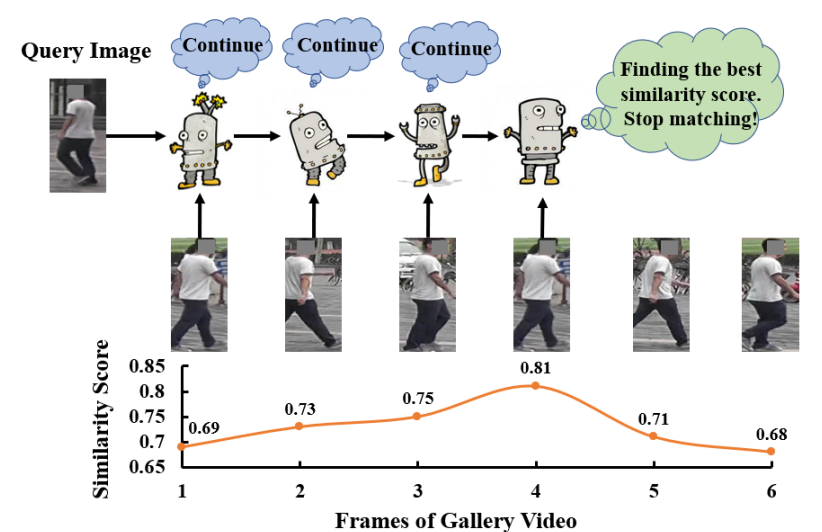 Query Image
Continue
Continue
Continue
Finding the best
similarity score.
Stop matching!
Similarity Score
0.85
0.8
0.75
0.7
0.65
0.69
0.73
0.75
0.81
0.71
0.68
1 2 3 4 5 6
Frames of Gallery Video